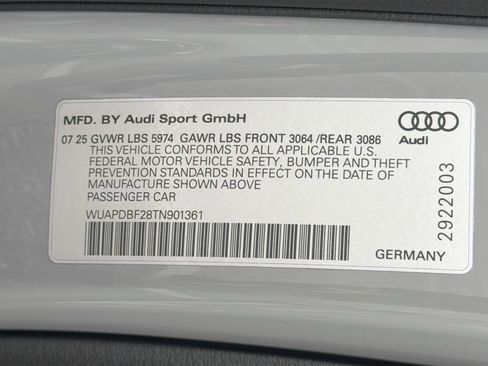 MFD. BY Audi Sport GmbH
07 25 GVWR LBS 5974 GAWR LBS FRONT 3064 /REAR 3086
THIS VEHICLE CONFORMS TO ALL APPLICABLE U.S.
FEDERAL MOTOR VEHICLE SAFETY, BUMPER AND THEFT
PREVENTION STANDARDS IN EFFECT ON THE DATE OF
MANUFACTURE SHOWN ABOVE
PASSENGER CAR
WUAPDBF28TN901361
Audi
2922003
GERMANY